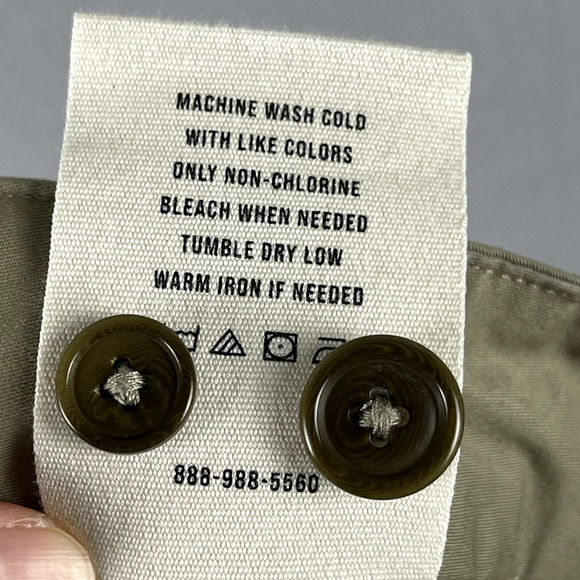 MACHINE WASH COLD
WITH LIKE COLORS
ONLY NON-CHLORINE
BLEACH WHEN NEEDED
TUMBLE DRY LOW
WARM IRON IF NEEDED
888-988-5560